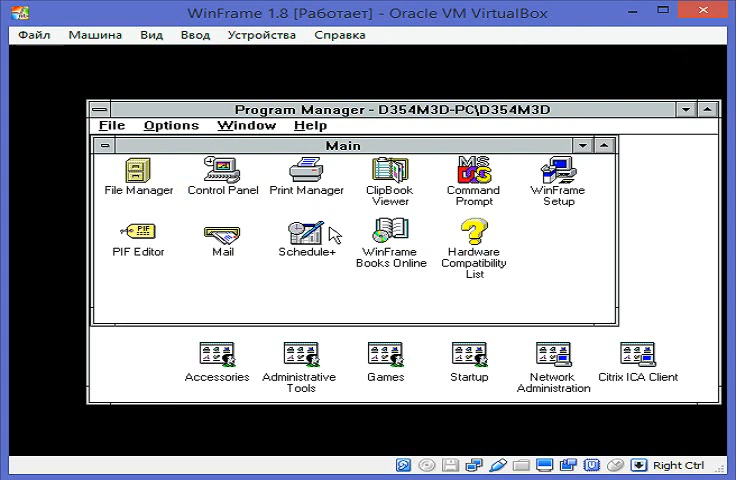 WinFrame 1.8 [Работает] - Oracle VM VirtualBox
Файл Машина Вид Ввод Устройства Справка
Program Manager - D354M3D-PC\D354M3D
File Options Window Help
Main
File Manager
Control Panel
Print Manager
ClipBook
Viewer
MS
DOS
Command
Prompt
WinFrame
Setup
PIF
PIF Editor
Mail
Schedule+
WinFrame
Books Online
Hardware
Compatibility
List
Accessories
Administrative
Tools
Games
Startup
Network
Administration
Citrix ICA Client
Right Ctrl